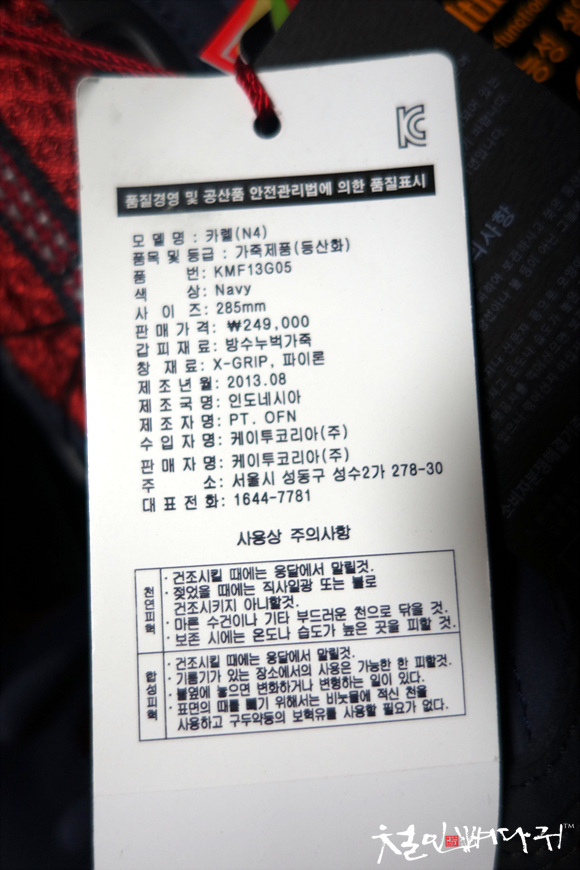 KC
품질경영 및 공산품 안전관리법에 의한 품질표시
모 델 명 : 카렐(N4)
품목 및 등급 : 가죽제품(등산화)
품 번: KMF13G05
색 상: Navy
사 이 즈: 285mm
판 매 가 격: ₩249,000
갑 피 재 료: 방수누벅가죽
창 재 료: X-GRIP, 파이론
제 조 년 월: 2013.08
제 조 국 명: 인도네시아
제 조 자 명: PT. OFN
수 입 자 명: 케이투코리아(주)
판 매 자 명: 케이투코리아(주)
주 소: 서울시 성동구 성수2가 278-30
대 표 전 화: 1644-7781
사용상 주의사항
천연피혁
· 건조시킬 때에는 응달에서 말릴것.
· 젖었을 때에는 직사일광 또는 불로
건조시키지 아니할것.
· 마른 수건이나 기타 부드러운 천으로 닦을 것.
· 보존 시에는 온도나 습도가 높은 곳을 피할 것.
합성피혁
· 건조시킬 때에는 응달에서 말릴것.
· 기름기가 있는 장소에서의 사용은 가능한 한 피할것.
· 불옆에 놓으면 변화하거나 변형하는 일이 있다.
· 표면의 때를 빼기 위해서는 비눗물에 적신 천을
사용하고 구두약등의 보혁유를 사용할 필요가 없다.
철인뼈다귀™